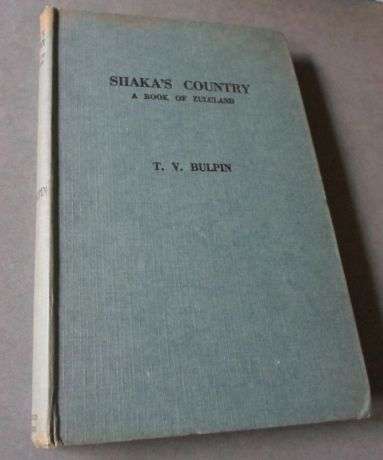 SHAKA'S COUNTRY
A BOOK OF ZULULAND
T. V. BULPIN